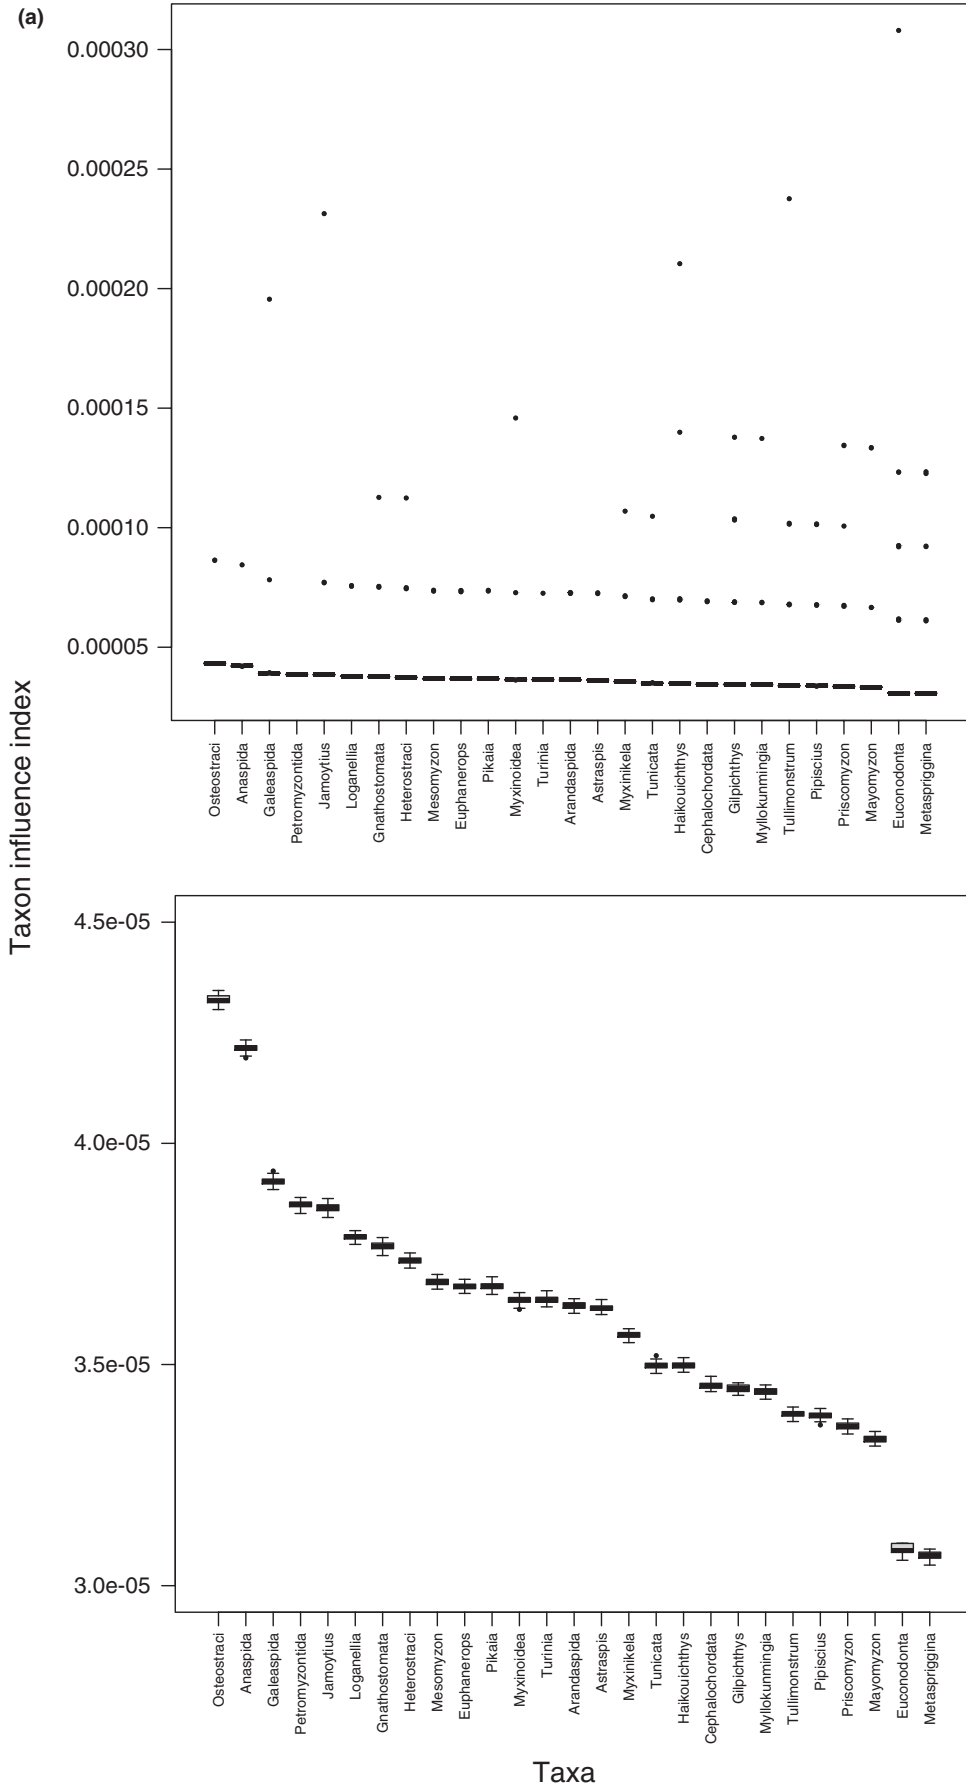 (a)
0.00030
0.00025
0.00020
0.00015
0.00010
0.00005
Osteostraci
Anaspida
Galeaspida
Petromyzontida
Jamoytius
Loganellia
Gnathostomata
Heterostraci
Mesomyzon
Euphanerops
Pikaia
Myxinoidea
Turinia
Arandaspida
Astraspis
Myxinikela
Tunicata
Haikouichthys
Cephalochordata
Gilpichthys
Myllokunmingia
Tullimonstrum
Pipiscius
Priscomyzon
Mayomyzon
Euconodonta
Metaspriggina
Taxon influence index
4.5e-05
4.0e-05
3.5e-05
3.0e-05
Osteostraci
Anaspida
Galeaspida
Petromyzontida
Jamoytius
Loganellia
Gnathostomata
Heterostraci
Mesomyzon
Euphanerops
Pikaia
Myxinoidea
Turinia
Arandaspida
Astraspis
Myxinikela
Tunicata
Haikouichthys
Cephalochordata
Gilpichthys
Myllokunmingia
Tullimonstrum
Pipiscius
Priscomyzon
Mayomyzon
Euconodonta
Metaspriggina
Taxa